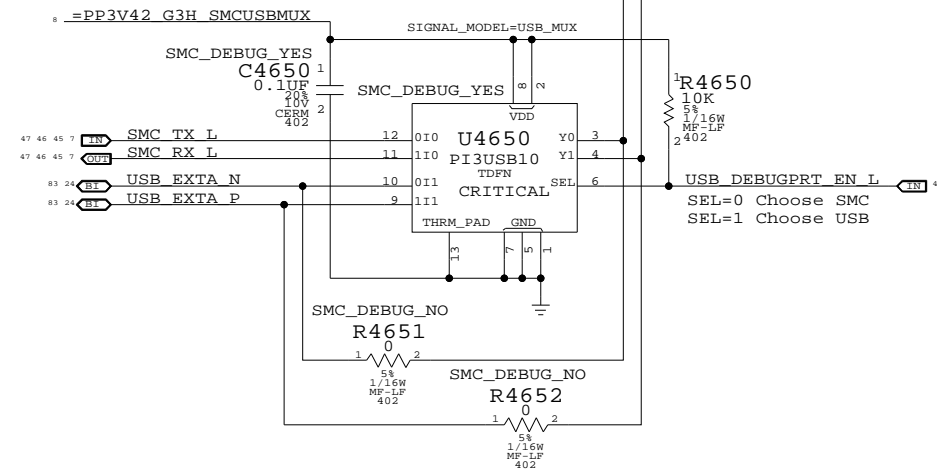 8 =PP3V42_G3H_SMCUSBMUX
SIGNAL_MODEL=USB_MUX
SMC_DEBUG_YES
C4650 1
0.1UF
20%
10V
CERM
402
2
SMC_DEBUG_YES
8 2
VDD
1 R4650
10K
5%
1/16W
MF-LF
402
2
47 46 45 7 IN SMC_TX_L 12 0I0
47 46 45 7 OUT SMC_RX_L 11 1I0
83 24 BI USB_EXTA_N 10 0I1
83 24 BI USB_EXTA_P 9 1I1
U4650
PI3USB10
TDFN
CRITICAL
Y0 3
Y1 4
SEL 6
USB_DEBUGPRT_EN_L IN 4
SEL=0 Choose SMC
SEL=1 Choose USB
THRM_PAD GND
13 7 5 1
SMC_DEBUG_NO
R4651
0
1 2
5%
1/16W
MF-LF
402
SMC_DEBUG_NO
R4652
0
1 2
5%
1/16W
MF-LF
402